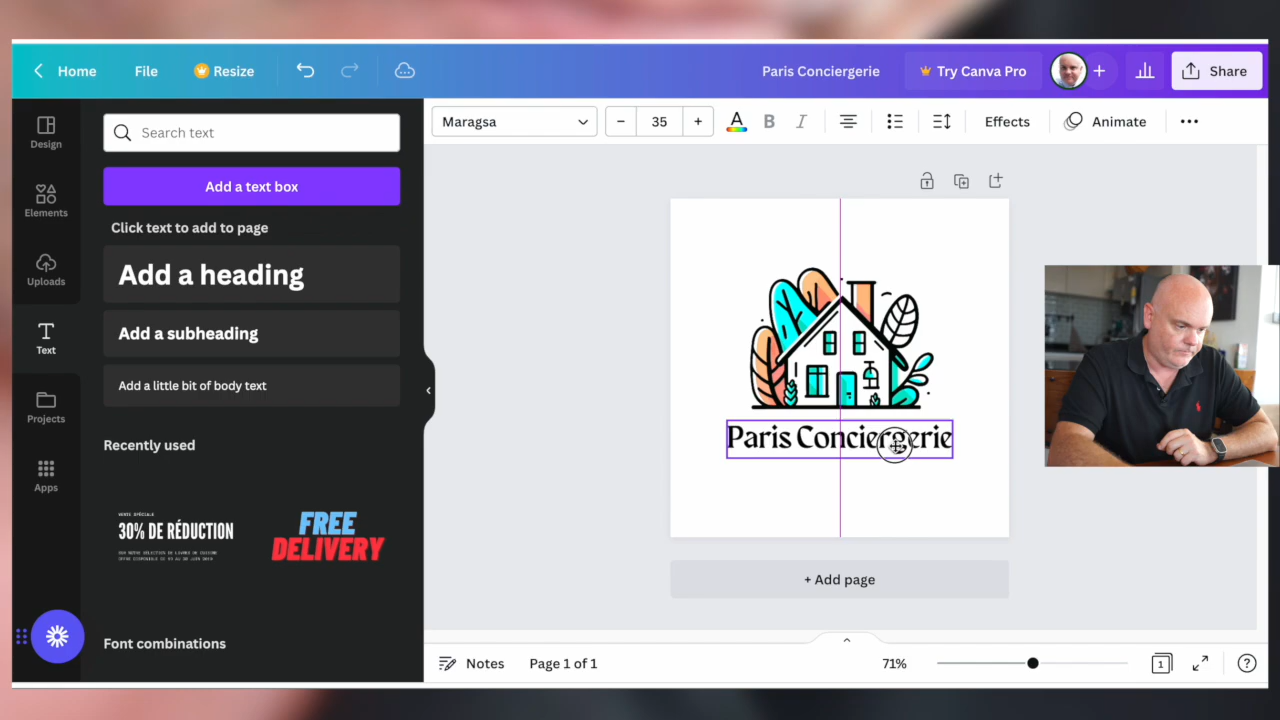 Home File Resize Paris Conciergerie Try Canva Pro Share
Maragsa 35 A B I Effects Animate
Design
Elements
Uploads
Text
Projects
Apps
Search text
Add a text box
Click text to add to page
Add a heading
Add a subheading
Add a little bit of body text
Recently used
30% DE RÉDUCTION
FREE
DELIVERY
Font combinations
Paris Conciergerie
+ Add page
Notes Page 1 of 1 71% 1